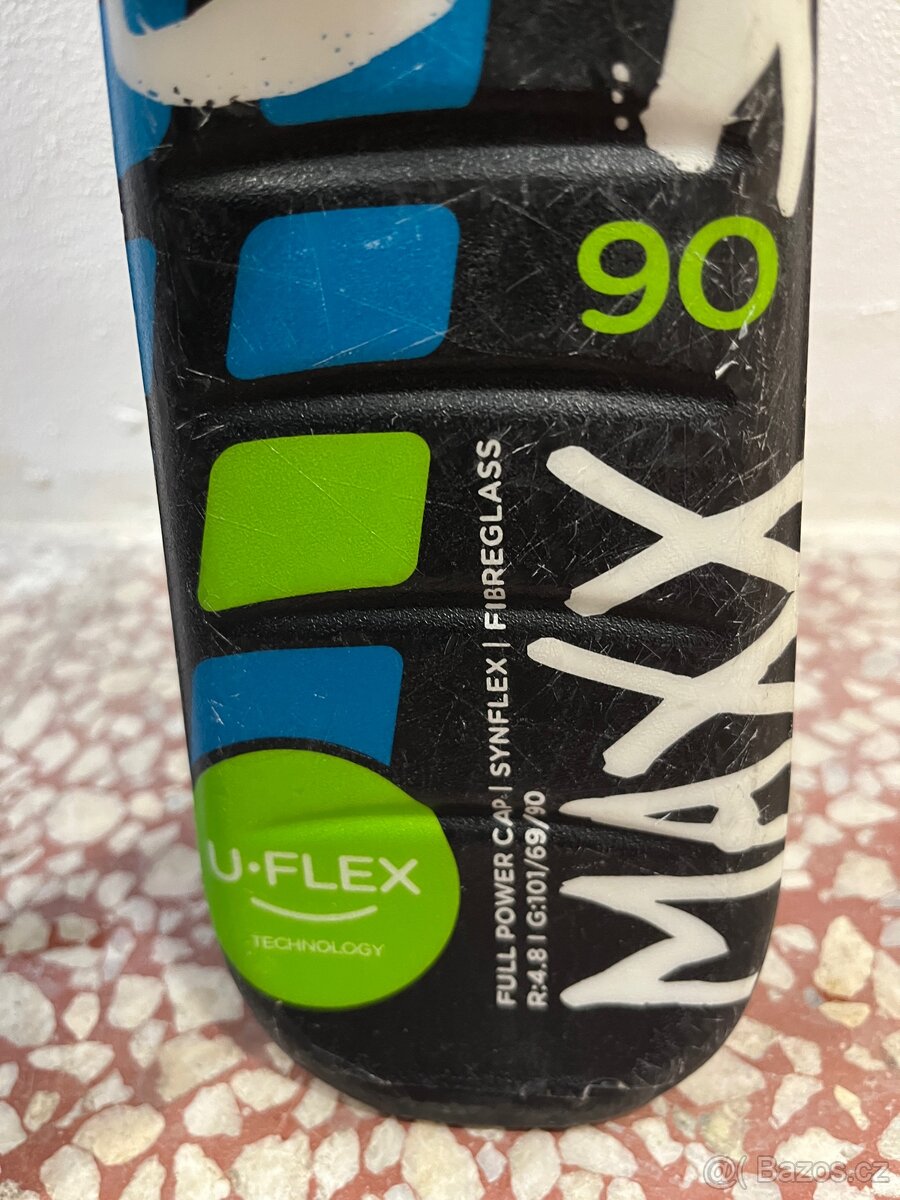 90
MAXX
FULL POWER CAP | SYNFLEX | FIBREGLASS
R:4.8 | G:101/69/90
U·FLEX
TECHNOLOGY
@( Bazos.cz